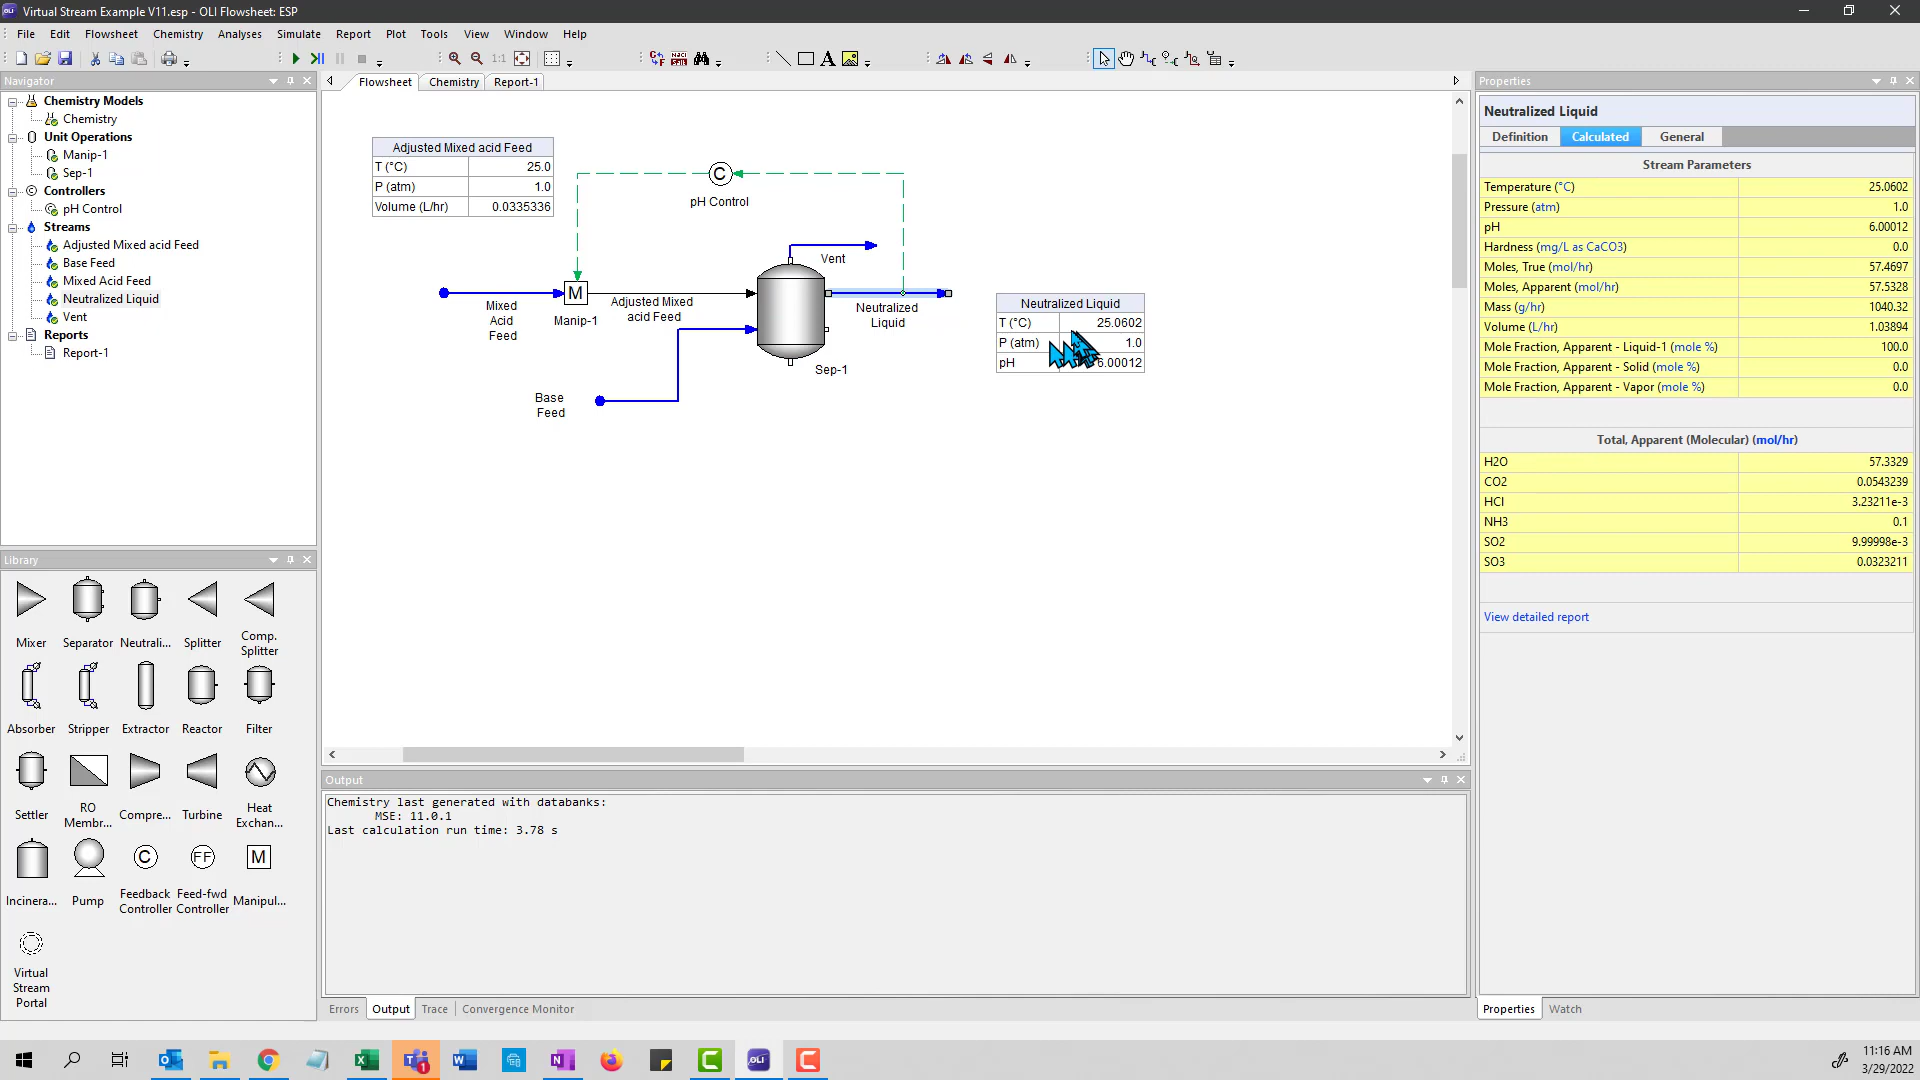 Virtual Stream Example V11.esp - OLI Flowsheet: ESP
File Edit Flowsheet Chemistry Analyses Simulate Report Plot Tools View Window Help
1:1
Navigator
Chemistry Models
Chemistry
Unit Operations
Manip-1
Sep-1
Controllers
pH Control
Streams
Adjusted Mixed acid Feed
Base Feed
Mixed Acid Feed
Neutralized Liquid
Vent
Reports
Report-1
Library
Mixer
Separator
Neutrali...
Splitter
Comp.
Splitter
Absorber
Stripper
Extractor
Reactor
Filter
Settler
RO
Membr...
Compre...
Turbine
Heat
Exchan...
C
FF
M
Incinera...
Pump
Feedback
Controller
Feed-fwd
Controller
Manipul...
Virtual
Stream
Portal
Flowsheet Chemistry Report-1
Adjusted Mixed acid Feed
T (°C) 25.0
P (atm) 1.0
Volume (L/hr) 0.0335336
C
pH Control
Vent
Mixed
Acid
Feed
M
Manip-1
Adjusted Mixed
acid Feed
Neutralized
Liquid
Sep-1
Base
Feed
Neutralized Liquid
T (°C) 25.0602
P (atm) 1.0
pH 6.00012
Output
Chemistry last generated with databanks:
MSE: 11.0.1
Last calculation run time: 3.78 s
Errors Output Trace Convergence Monitor
Properties
Neutralized Liquid
Definition Calculated General
Stream Parameters
Temperature (°C) 25.0602
Pressure (atm) 1.0
pH 6.00012
Hardness (mg/L as CaCO3) 0.0
Moles, True (mol/hr) 57.4697
Moles, Apparent (mol/hr) 57.5328
Mass (g/hr) 1040.32
Volume (L/hr) 1.03894
Mole Fraction, Apparent - Liquid-1 (mole %) 100.0
Mole Fraction, Apparent - Solid (mole %) 0.0
Mole Fraction, Apparent - Vapor (mole %) 0.0
Total, Apparent (Molecular) (mol/hr)
H2O 57.3329
CO2 0.0543239
HCl 3.23211e-3
NH3 0.1
SO2 9.99998e-3
SO3 0.0323211
View detailed report
Properties Watch
11:16 AM
3/29/2022